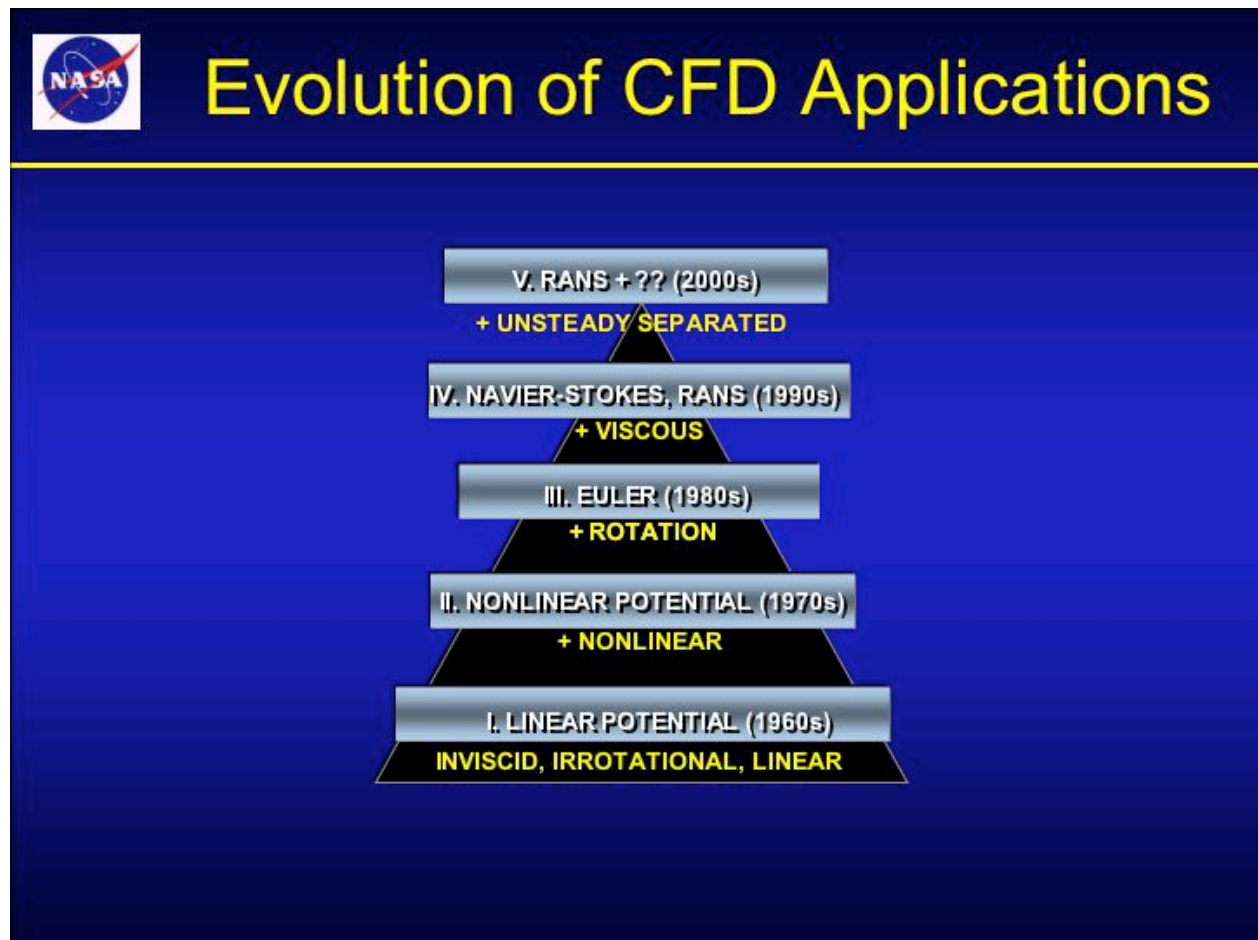 NASA
Evolution of CFD Applications
V. RANS + ?? (2000s)
+ UNSTEADY SEPARATED
IV. NAVIER-STOKES, RANS (1990s)
+ VISCOUS
III. EULER (1980s)
+ ROTATION
II. NONLINEAR POTENTIAL (1970s)
+ NONLINEAR
I. LINEAR POTENTIAL (1960s)
INVISCID, IRROTATIONAL, LINEAR